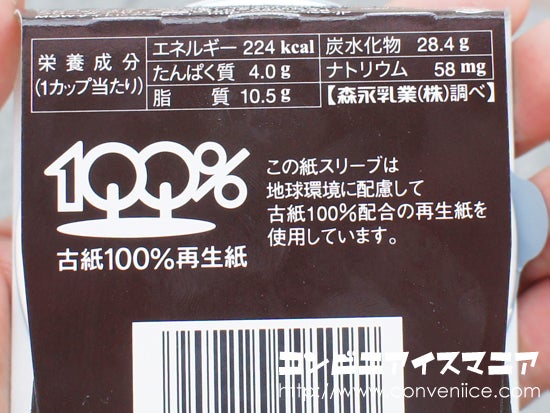 栄養成分
(1カップ当たり)
エネルギー 224 kcal 炭水化物 28.4 g
たんぱく質 4.0 g ナトリウム 58 mg
脂質 10.5 g 【森永乳業(株)調べ】
100%
古紙100%再生紙
この紙スリーブは
地球環境に配慮して
古紙100%配合の再生紙を
使用しています。
コンビニアイスマニア
http://www.conveniice.com